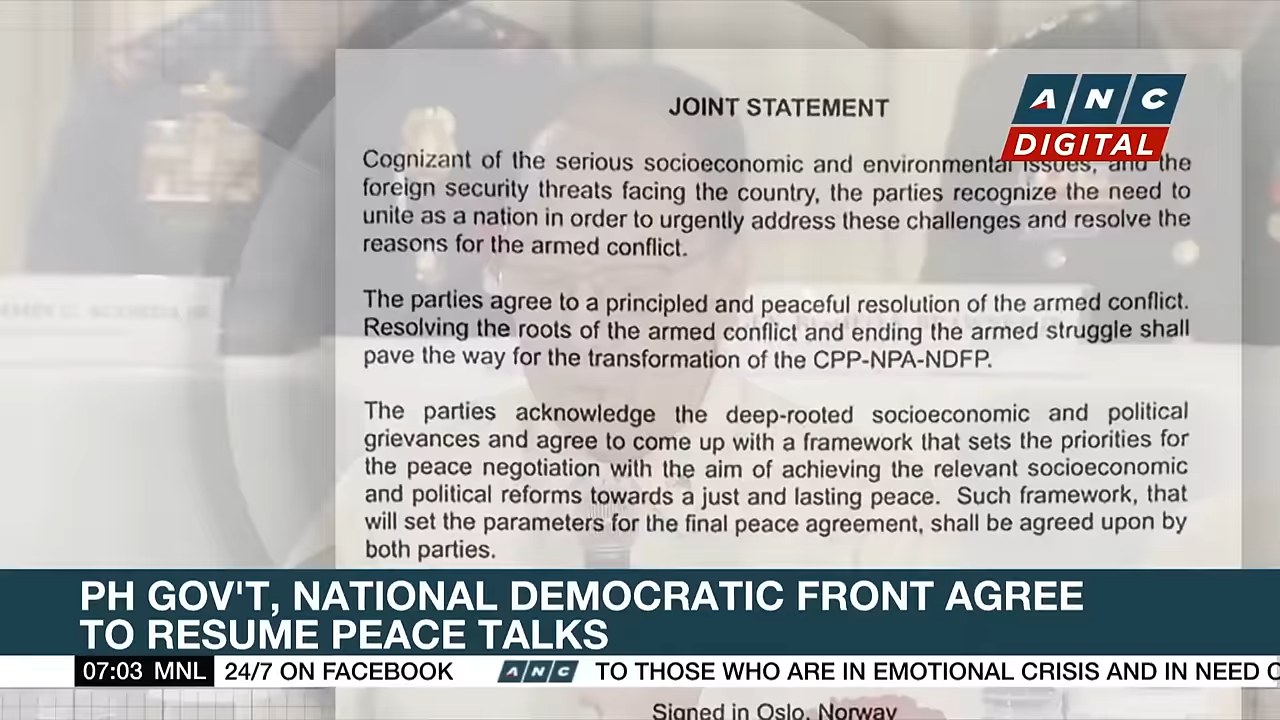 ANC
DIGITAL
JOINT STATEMENT
Cognizant of the serious socioeconomic and environmental issues, and the
foreign security threats facing the country, the parties recognize the need to
unite as a nation in order to urgently address these challenges and resolve the
reasons for the armed conflict.
The parties agree to a principled and peaceful resolution of the armed conflict.
Resolving the roots of the armed conflict and ending the armed struggle shall
pave the way for the transformation of the CPP-NPA-NDFP.
The parties acknowledge the deep-rooted socioeconomic and political
grievances and agree to come up with a framework that sets the priorities for
the peace negotiation with the aim of achieving the relevant socioeconomic
and political reforms towards a just and lasting peace. Such framework, that
will set the parameters for the final peace agreement, shall be agreed upon by
both parties.
PH GOV'T, NATIONAL DEMOCRATIC FRONT AGREE
TO RESUME PEACE TALKS
07:03 MNL 24/7 ON FACEBOOK ANC TO THOSE WHO ARE IN EMOTIONAL CRISIS AND IN NEED
Signed in Oslo, Norway